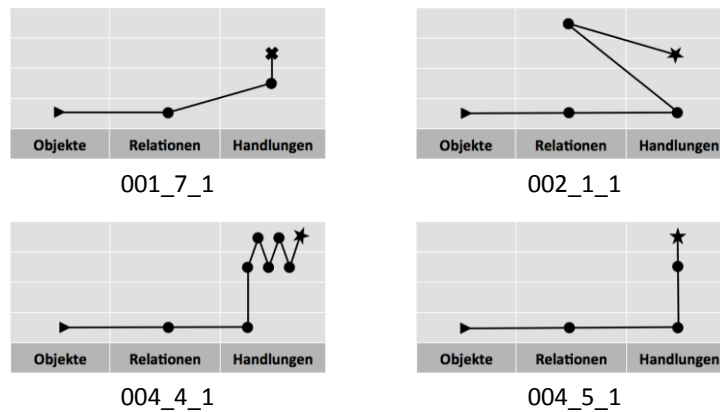 Objekte Relationen Handlungen
Objekte Relationen Handlungen
001_7_1
002_1_1
Objekte Relationen Handlungen
Objekte Relationen Handlungen
004_4_1
004_5_1